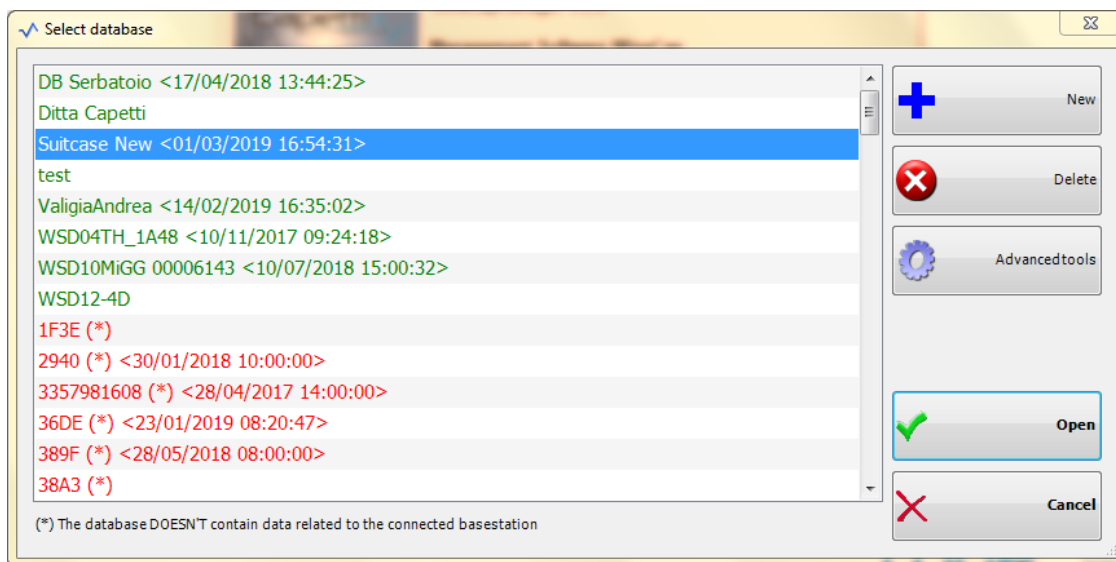 Select database
DB Serbatoio <17/04/2018 13:44:25>
Ditta Capetti
Suitcase New <01/03/2019 16:54:31>
test
ValigiaAndrea <14/02/2019 16:35:02>
WSD04TH_1A48 <10/11/2017 09:24:18>
WSD10MiGG 00006143 <10/07/2018 15:00:32>
WSD12-4D
1F3E (*)
2940 (*) <30/01/2018 10:00:00>
3357981608 (*) <28/04/2017 14:00:00>
36DE (*) <23/01/2019 08:20:47>
389F (*) <28/05/2018 08:00:00>
38A3 (*)
(*) The database DOESN'T contain data related to the connected basestation
New
Delete
Advanced tools
Open
Cancel